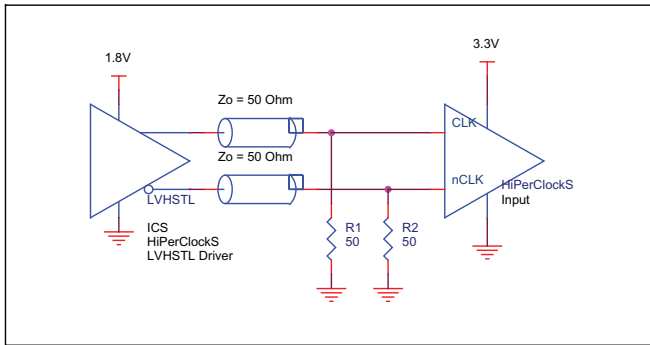 1.8V
3.3V
Zo = 50 Ohm
CLK
Zo = 50 Ohm
nCLK
HiPerClockS
Input
LVHSTL
ICS
HiPerClockS
LVHSTL Driver
R1
50
R2
50